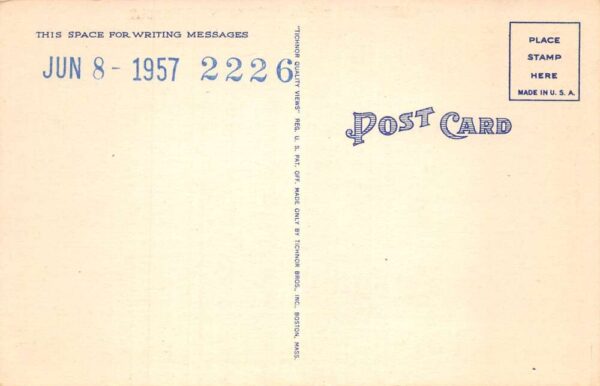 THIS SPACE FOR WRITING MESSAGES
JUN 8 - 1957 2226
"TICHNOR QUALITY VIEWS" REG. U. S. PAT. OFF. MADE ONLY BY TICHNOR BROS., INC., BOSTON, MASS.
POST CARD
PLACE
STAMP
HERE
MADE IN U. S. A.